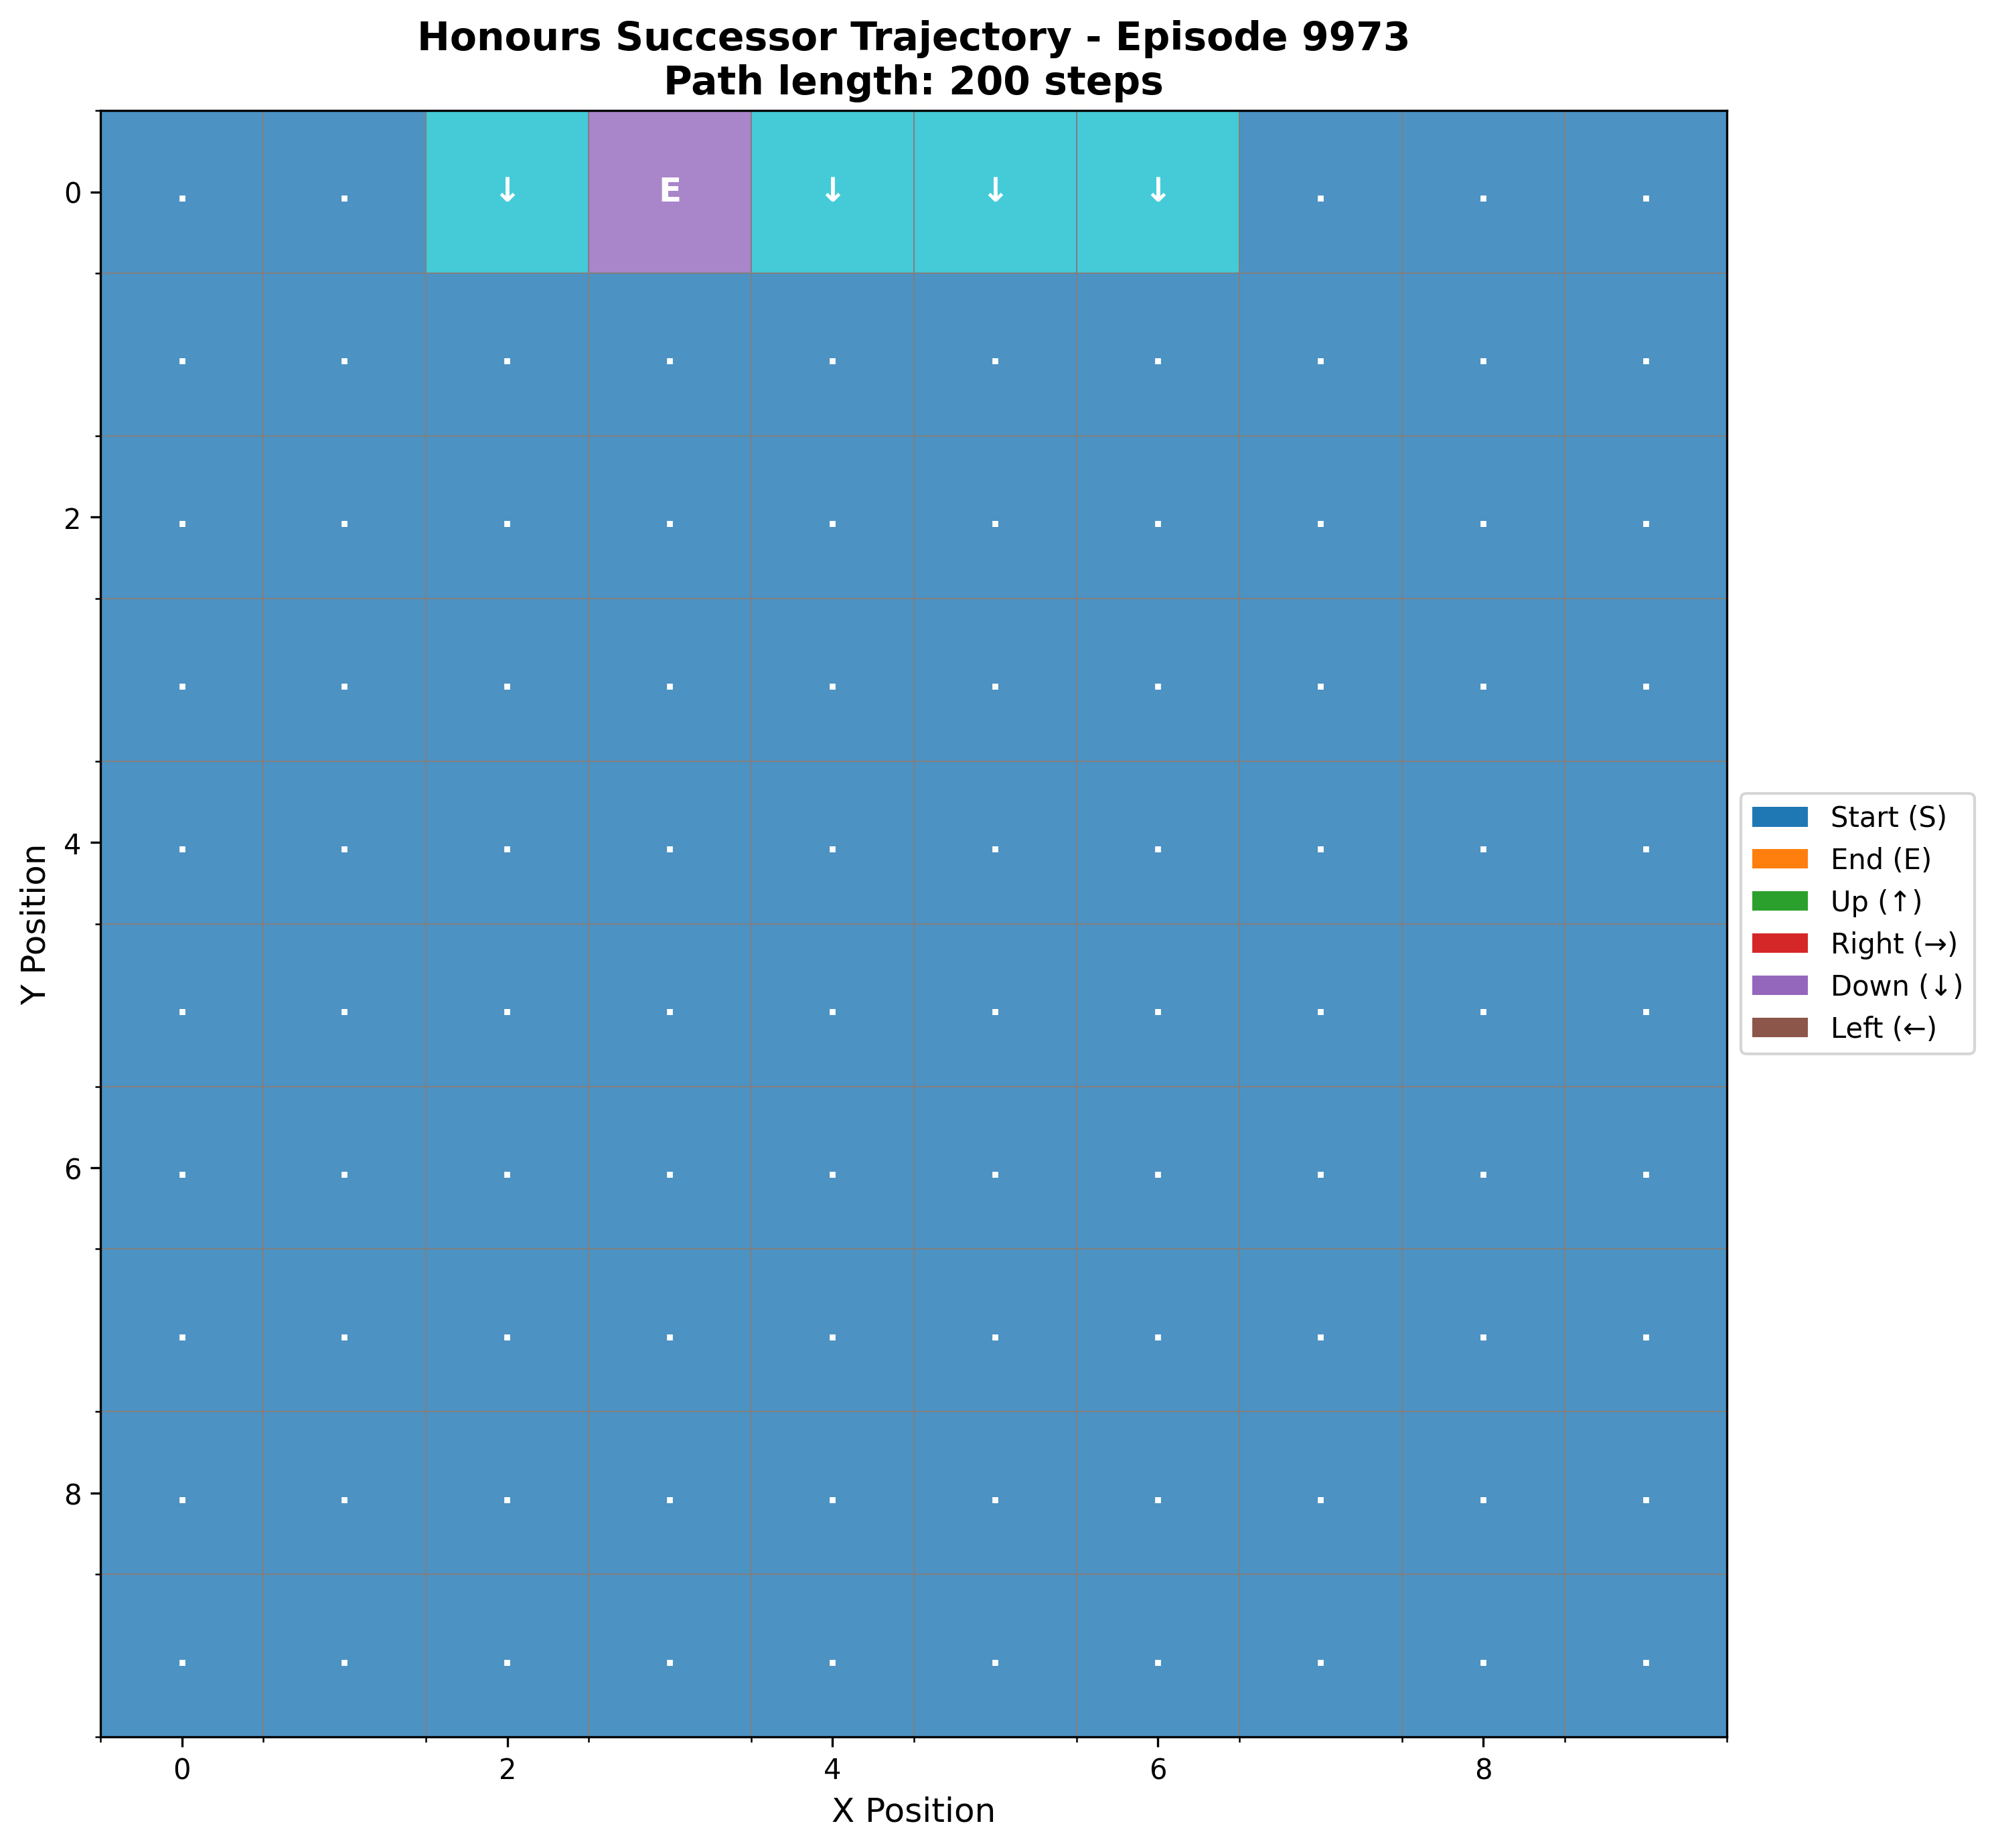 Honours Successor Trajectory - Episode 9973
Path length: 200 steps
0 . . ↓ E ↓ ↓ ↓ . . .
. . . . . . . . . .
2 . . . . . . . . . .
. . . . . . . . . .
4 . . . . . . . . . .
. . . . . . . . . .
6 . . . . . . . . . .
. . . . . . . . . .
8 . . . . . . . . . .
. . . . . . . . . .
0 2 4 6 8
X Position
Y Position
Start (S)
End (E)
Up (↑)
Right (→)
Down (↓)
Left (←)